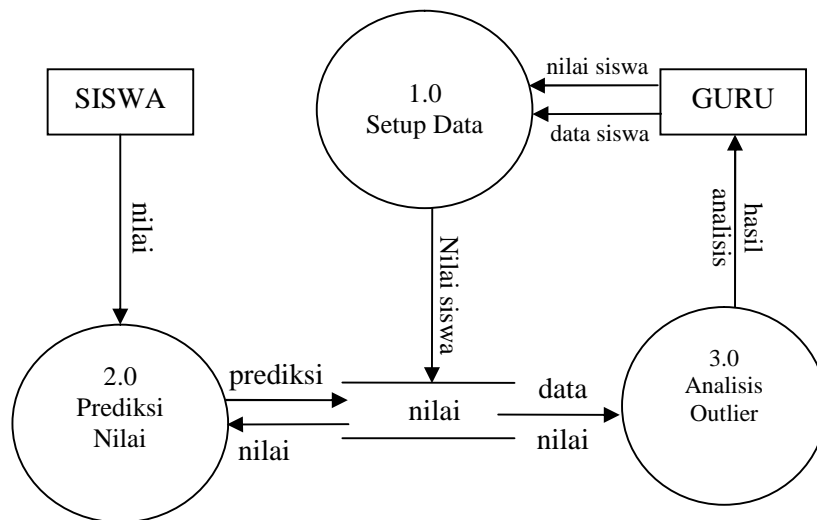 SISWA
1.0
Setup Data
nilai siswa
data siswa
GURU
nilai
Nilai siswa
hasil
analisis
2.0
Prediksi
Nilai
prediksi
nilai
nilai
data
nilai
3.0
Analisis
Outlier